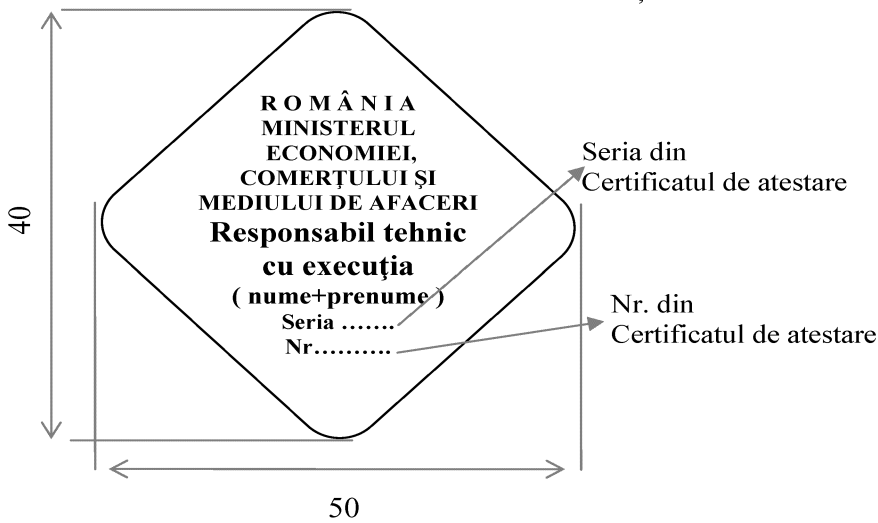 R O M Â N I A
MINISTERUL
ECONOMIEI,
COMERŢULUI ŞI
MEDIULUI DE AFACERI
Responsabil tehnic
cu execuţia
( nume+prenume )
Seria …….
Nr……….
Seria din
Certificatul de atestare
Nr. din
Certificatul de atestare
40
50